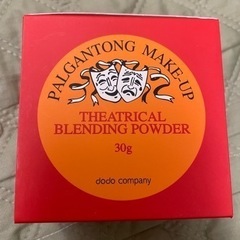 PALGANTONG MAKE-UP
THEATRICAL
BLENDING POWDER
30g
dodo company